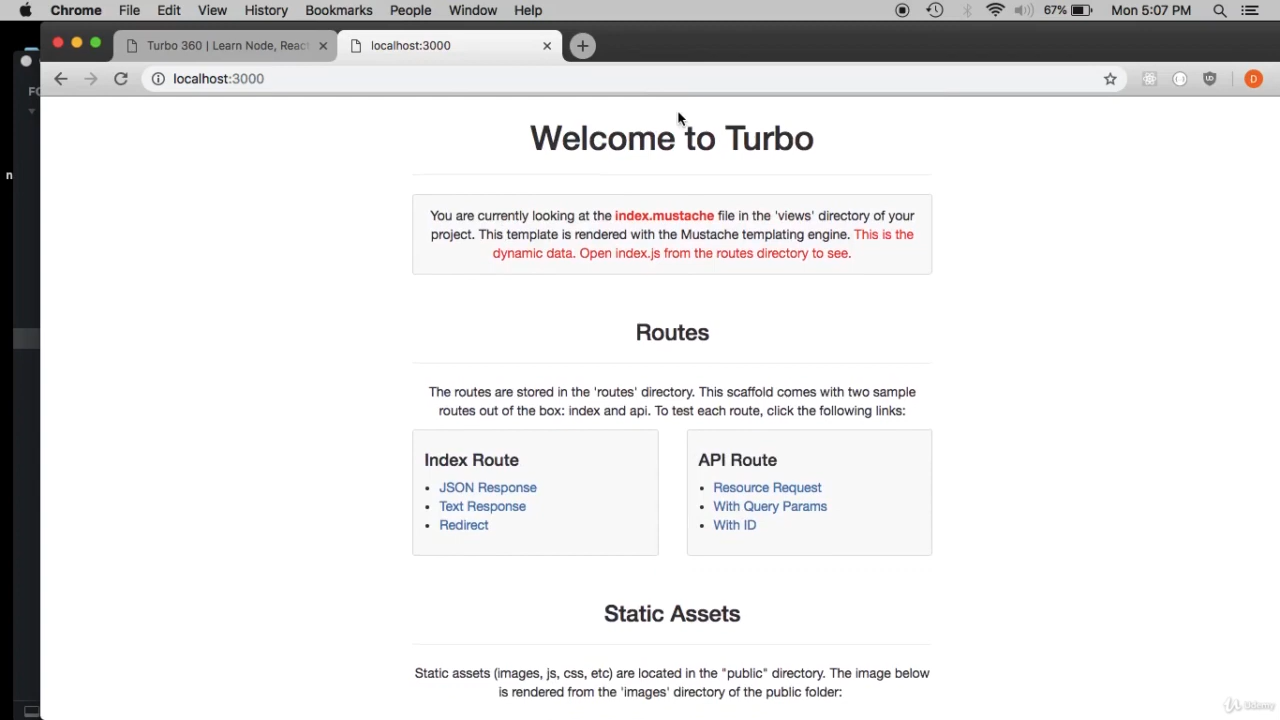 Chrome File Edit View History Bookmarks People Window Help 67% Mon 5:07 PM
Turbo 360 | Learn Node, React localhost:3000
FO
localhost:3000 D
Welcome to Turbo
n
You are currently looking at the index.mustache file in the 'views' directory of your
project. This template is rendered with the Mustache templating engine. This is the
dynamic data. Open index.js from the routes directory to see.
Routes
The routes are stored in the 'routes' directory. This scaffold comes with two sample
routes out of the box: index and api. To test each route, click the following links:
Index Route
JSON Response
Text Response
Redirect
API Route
Resource Request
With Query Params
With ID
Static Assets
Static assets (images, js, css, etc) are located in the "public" directory. The image below
is rendered from the 'images' directory of the public folder:
Udemy